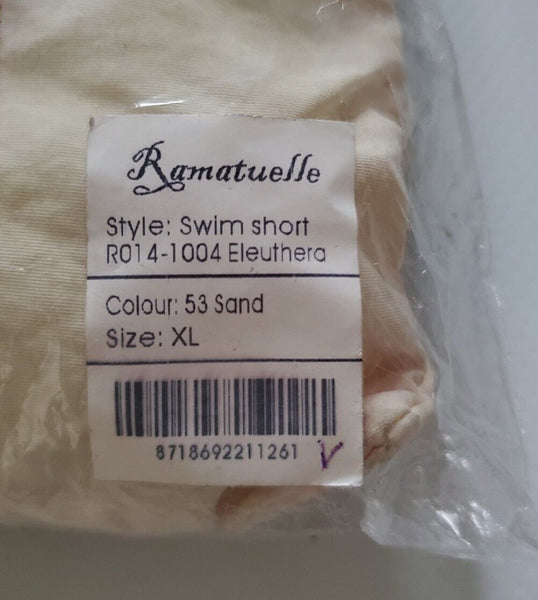 Ramatuelle
Style: Swim short
R014-1004 Eleuthera
Colour: 53 Sand
Size: XL
8718692211261